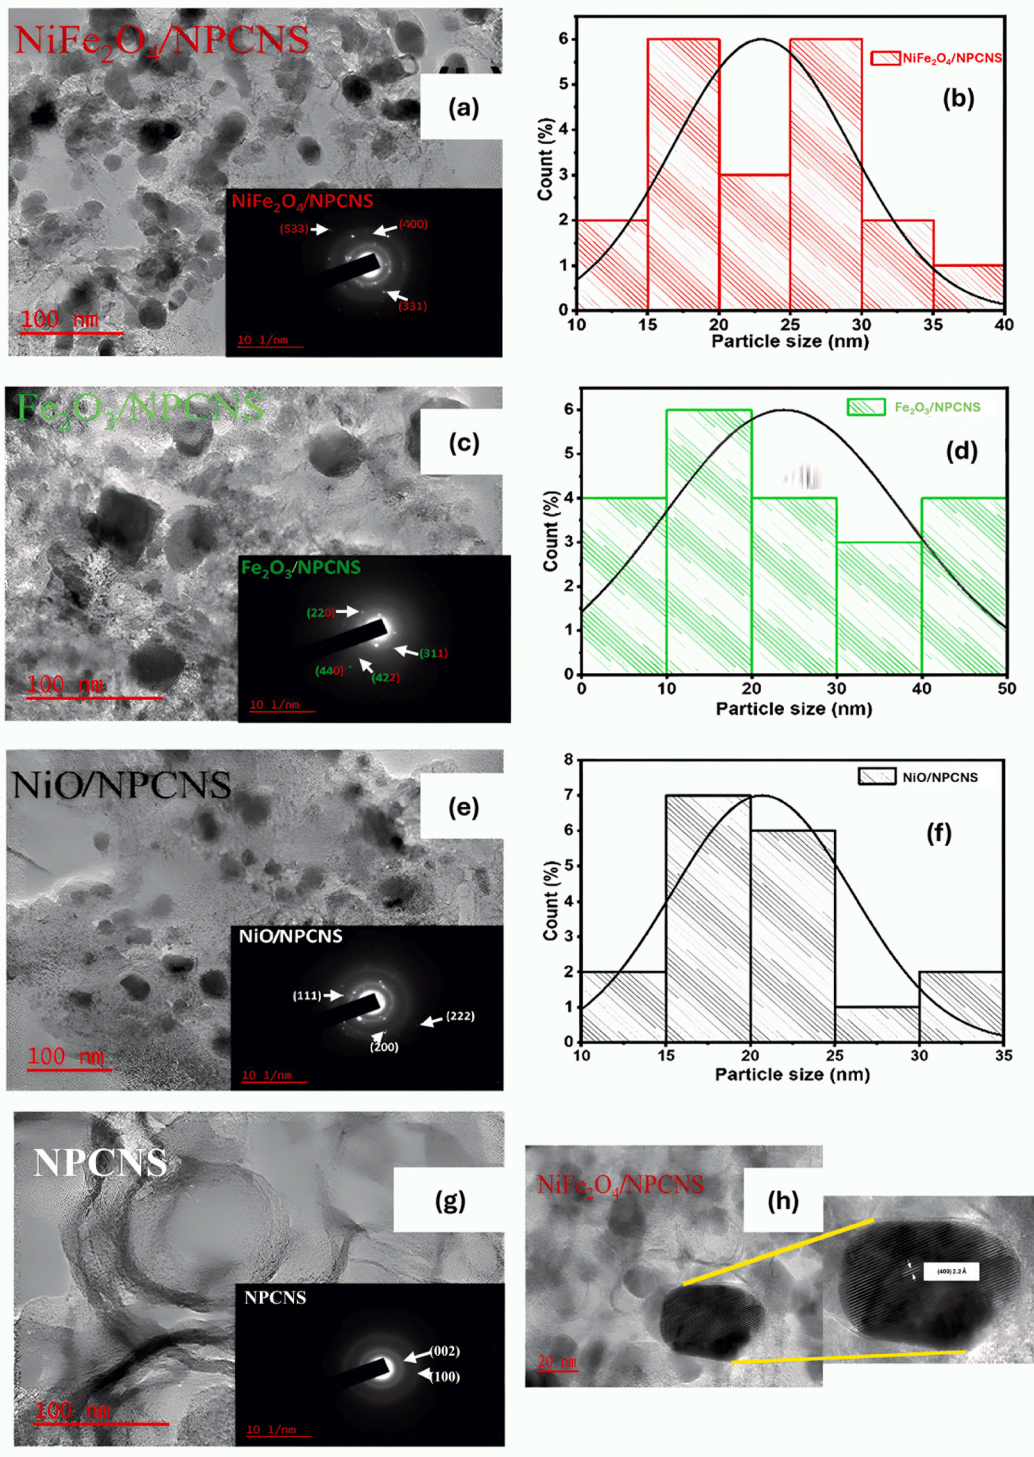 NiFe₂O₄/NPCNS
(a)
NiFe₂O₄/NPCNS
(533)
(400)
(331)
100 nm
10 1/nm
NiFe₂O₄/NPCNS
(b)
Count (%)
6
5
4
3
2
1
0
10 15 20 25 30 35 40
Particle size (nm)
Fe₂O₃/NPCNS
(c)
Fe₂O₃/NPCNS
(220)
(311)
(440)
(422)
100 nm
10 1/nm
Fe₂O₃/NPCNS
(d)
Count (%)
6
5
4
3
2
1
0
0 10 20 30 40 50
Particle size (nm)
NiO/NPCNS
(e)
NiO/NPCNS
(111)
(222)
(200)
100 nm
10 1/nm
NiO/NPCNS
(f)
Count (%)
8
7
6
5
4
3
2
1
0
10 15 20 25 30 35
Particle size (nm)
NPCNS
(g)
NPCNS
(002)
(100)
100 nm
10 1/nm
NiFe₂O₄/NPCNS
(h)
(400) 2.2 Å
20 nm